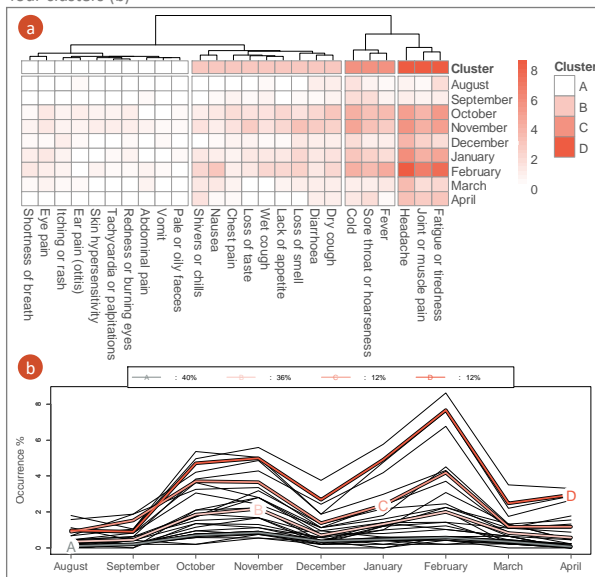 a
Cluster
August
September
October
November
December
January
February
March
April
8
6
4
2
0
Cluster
A
B
C
D
Shortness of breath
Eye pain
Itching or rash
Ear pain (otitis)
Skin hypersensitivity
Tachycardia or palpitations
Redness or burning eyes
Abdominal pain
Vomit
Pale or oily faeces
Shivers or chills
Nausea
Chest pain
Loss of taste
Wet cough
Lack of appetite
Loss of smell
Diarrhoea
Dry cough
Cold
Sore throat or hoarseness
Fever
Headache
Joint or muscle pain
Fatigue or tiredness
b
A : 40% B : 36% C : 12% D : 12%
Occurrence %
8
6
4
2
0
A
B
C
D
August September October November December January February March April